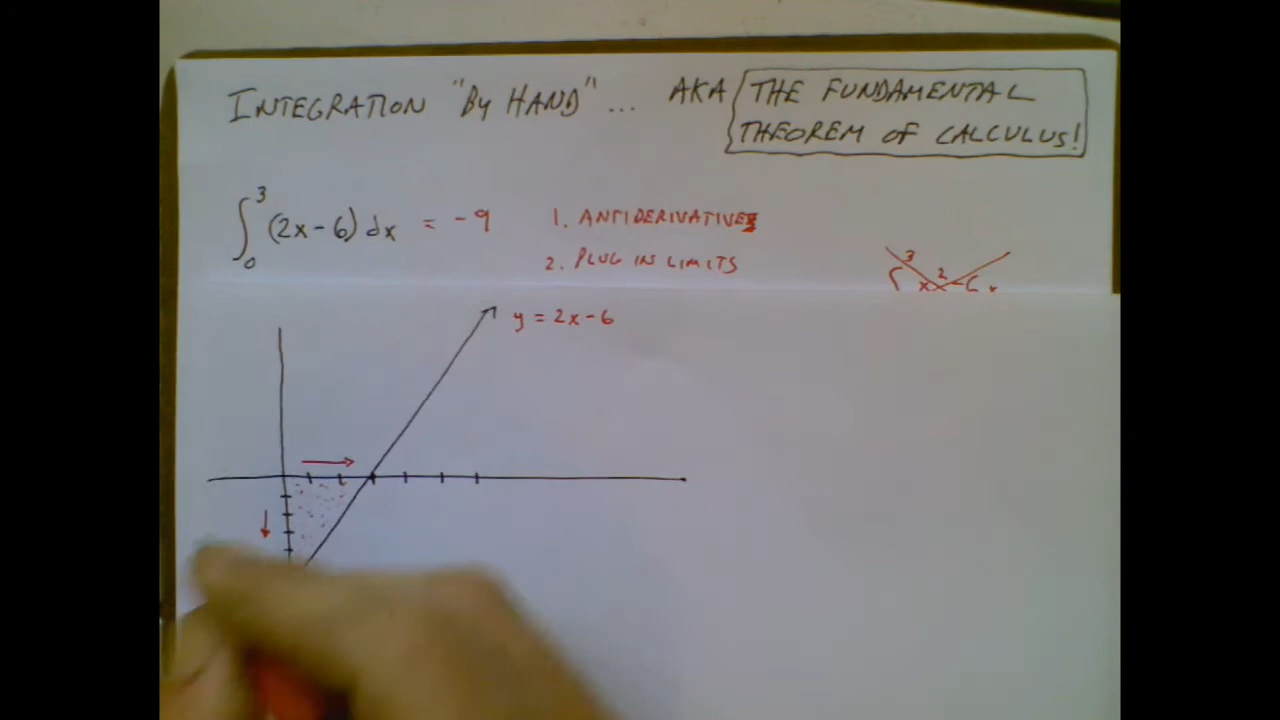 INTEGRATION "BY HAND"... AKA THE FUNDAMENTAL
THEOREM OF CALCULUS!
∫₀³ (2x-6) dx = -9
1. ANTIDERIVATIVE
2. PLUG IN LIMITS
y = 2x-6